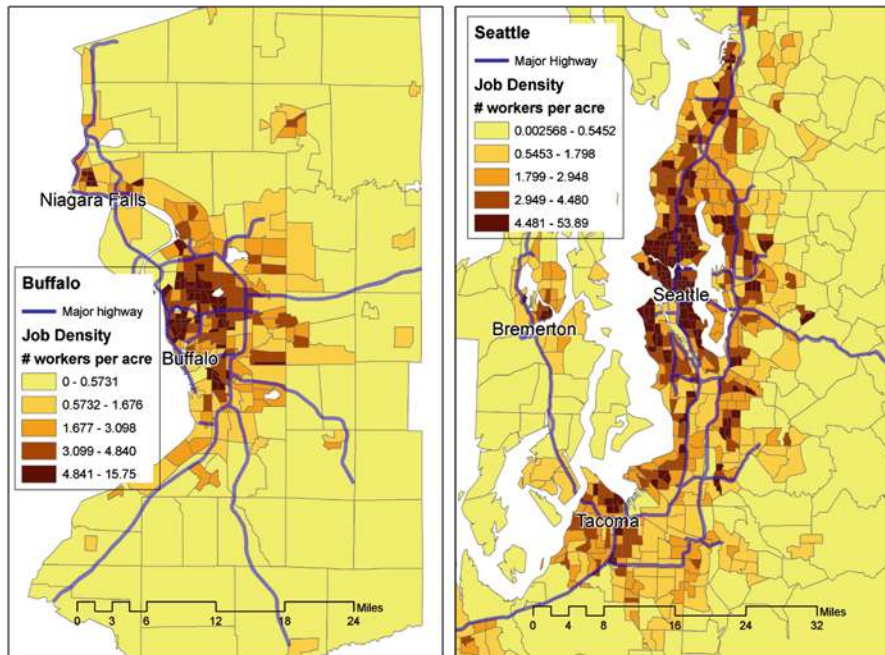 Niagara Falls
Buffalo
Major highway
Job Density
# workers per acre
0 - 0.5731
0.5732 - 1.676
1.677 - 3.098
3.099 - 4.840
4.841 - 15.75
Buffalo
Miles
0 3 6 12 18 24
Seattle
Major Highway
Job Density
# workers per acre
0.002568 - 0.5452
0.5453 - 1.798
1.799 - 2.948
2.949 - 4.480
4.481 - 53.89
Seattle
Bremerton
Tacoma
Miles
0 4 8 16 24 32